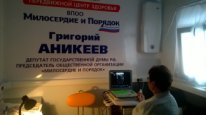 ПЕРЕДВИЖНОЙ ЦЕНТР ЗДОРОВЬЯ
ВПОО
Милосердие и Порядок
Григорий
АНИКЕЕВ
ДЕПУТАТ ГОСУДАРСТВЕННОЙ ДУМЫ РФ,
ПРЕДСЕДАТЕЛЬ ОБЩЕСТВЕННОЙ ОРГАНИЗАЦИИ
«МИЛОСЕРДИЕ И ПОРЯДОК»